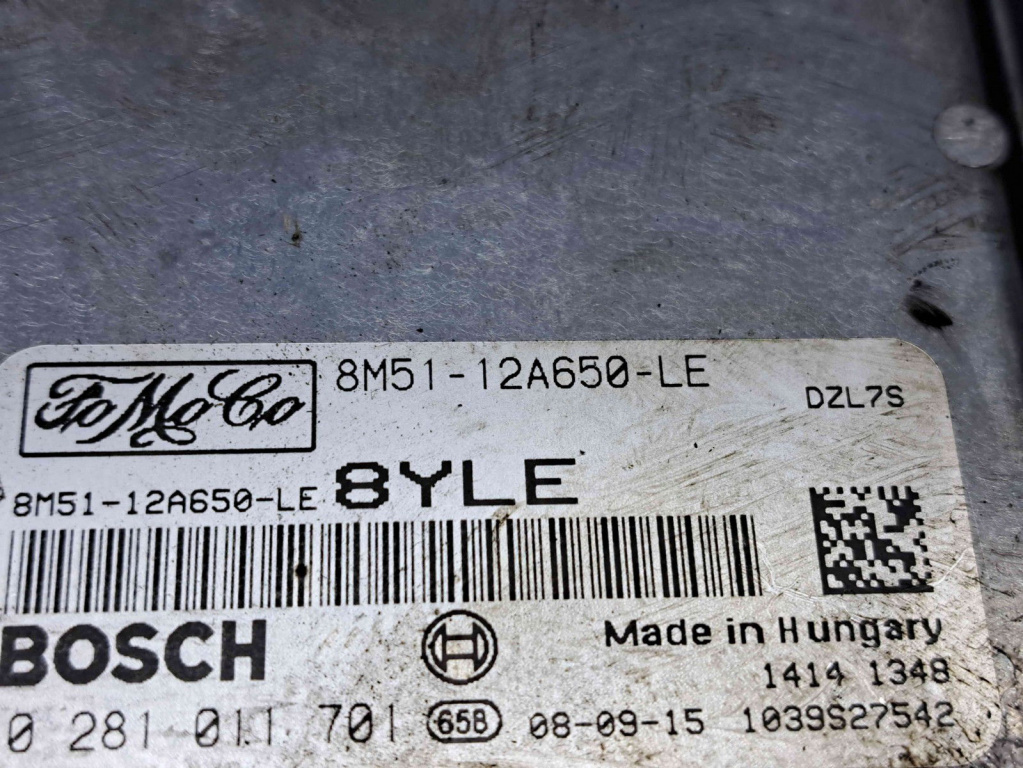 FoMoCo 8M51-12A650-LE DZL7S
8M51-12A650-LE 8YLE
BOSCH Made in Hungary
1414 1348
0 281 011 701 65B 08-09-15 1039S27542